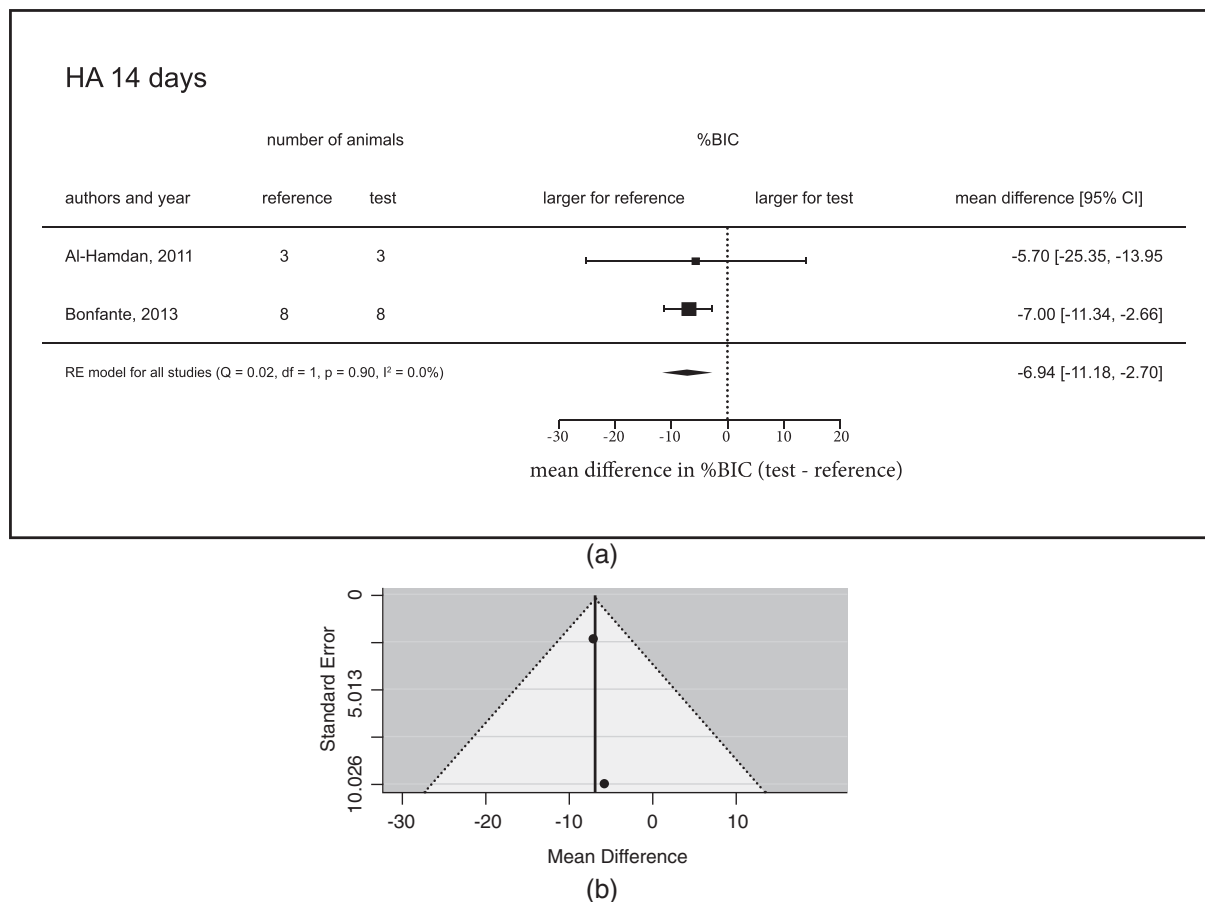 HA 14 days
number of animals %BIC
authors and year reference test larger for reference larger for test mean difference [95% CI]
Al-Hamdan, 2011 3 3 -5.70 [-25.35, -13.95
Bonfante, 2013 8 8 -7.00 [-11.34, -2.66]
RE model for all studies (Q = 0.02, df = 1, p = 0.90, I² = 0.0%) -6.94 [-11.18, -2.70]
-30 -20 -10 0 10 20
mean difference in %BIC (test - reference)
(a)
Standard Error
0
5.013
10.026
-30 -20 -10 0 10
Mean Difference
(b)